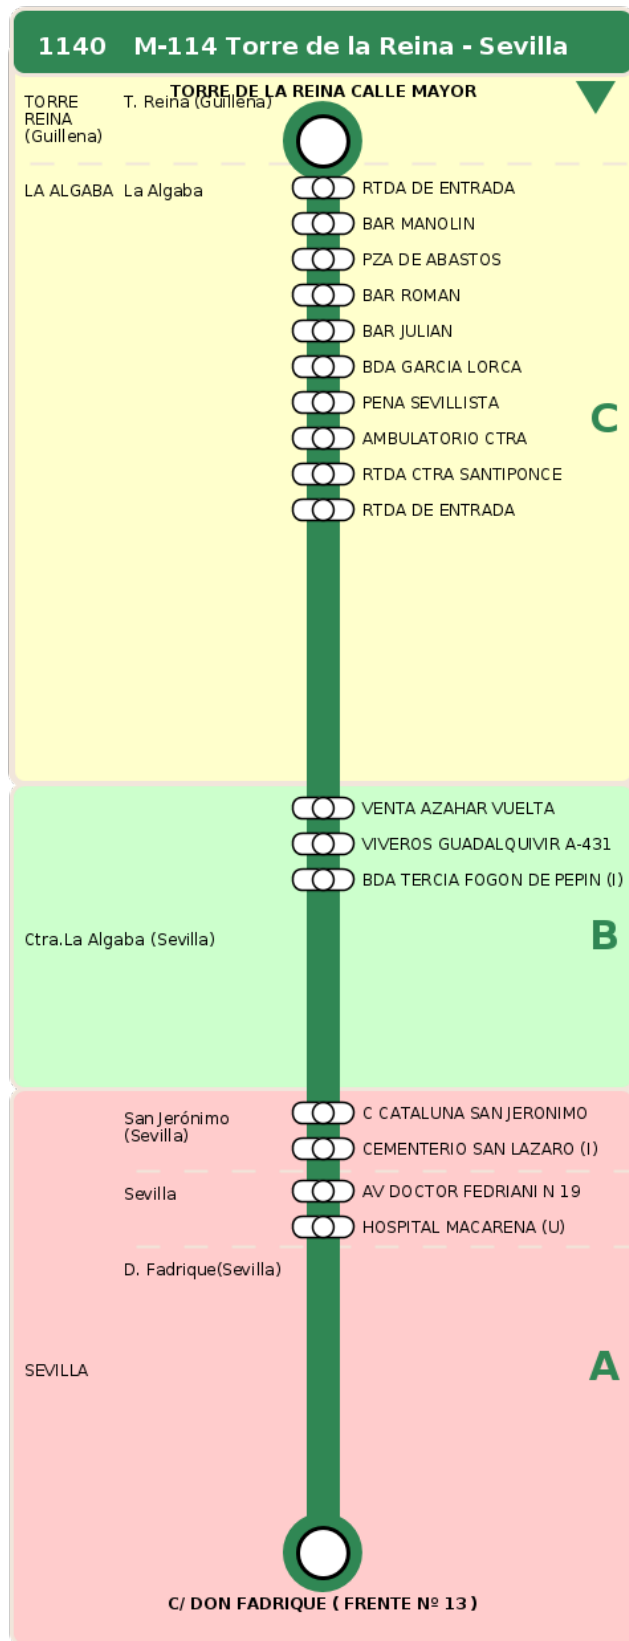 1140 M-114 Torre de la Reina - Sevilla
TORRE DE LA REINA CALLE MAYOR
TORRE
REINA
(Guillena)
T. Reina (Guillena)
LA ALGABA La Algaba
RTDA DE ENTRADA
BAR MANOLIN
PZA DE ABASTOS
BAR ROMAN
BAR JULIAN
BDA GARCIA LORCA
PENA SEVILLISTA
C
AMBULATORIO CTRA
RTDA CTRA SANTIPONCE
RTDA DE ENTRADA
VENTA AZAHAR VUELTA
VIVEROS GUADALQUIVIR A-431
BDA TERCIA FOGON DE PEPIN (I)
Ctra.La Algaba (Sevilla)
B
San Jerónimo
(Sevilla)
C CATALUNA SAN JERONIMO
CEMENTERIO SAN LAZARO (I)
Sevilla
AV DOCTOR FEDRIANI N 19
HOSPITAL MACARENA (U)
D. Fadrique(Sevilla)
SEVILLA
A
C/ DON FADRIQUE ( FRENTE Nº 13 )